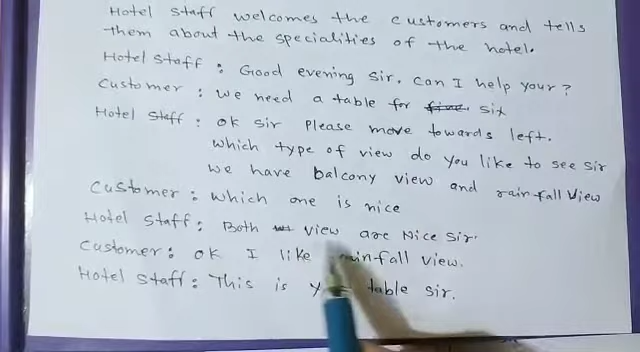 Hotel staff welcomes the customers and tells
them about the specialities of the hotel.
Hotel staff : Good evening sir. Can I help your?
Customer : we need a table for six
Hotel staff : ok sir please move towards left.
which type of view do you like to see sir
we have balcony view and rain-fall view
Customer : which one is nice
Hotel staff : Both view are Nice sir.
Customer : ok I like rain-fall view.
Hotel staff : This is table sir.